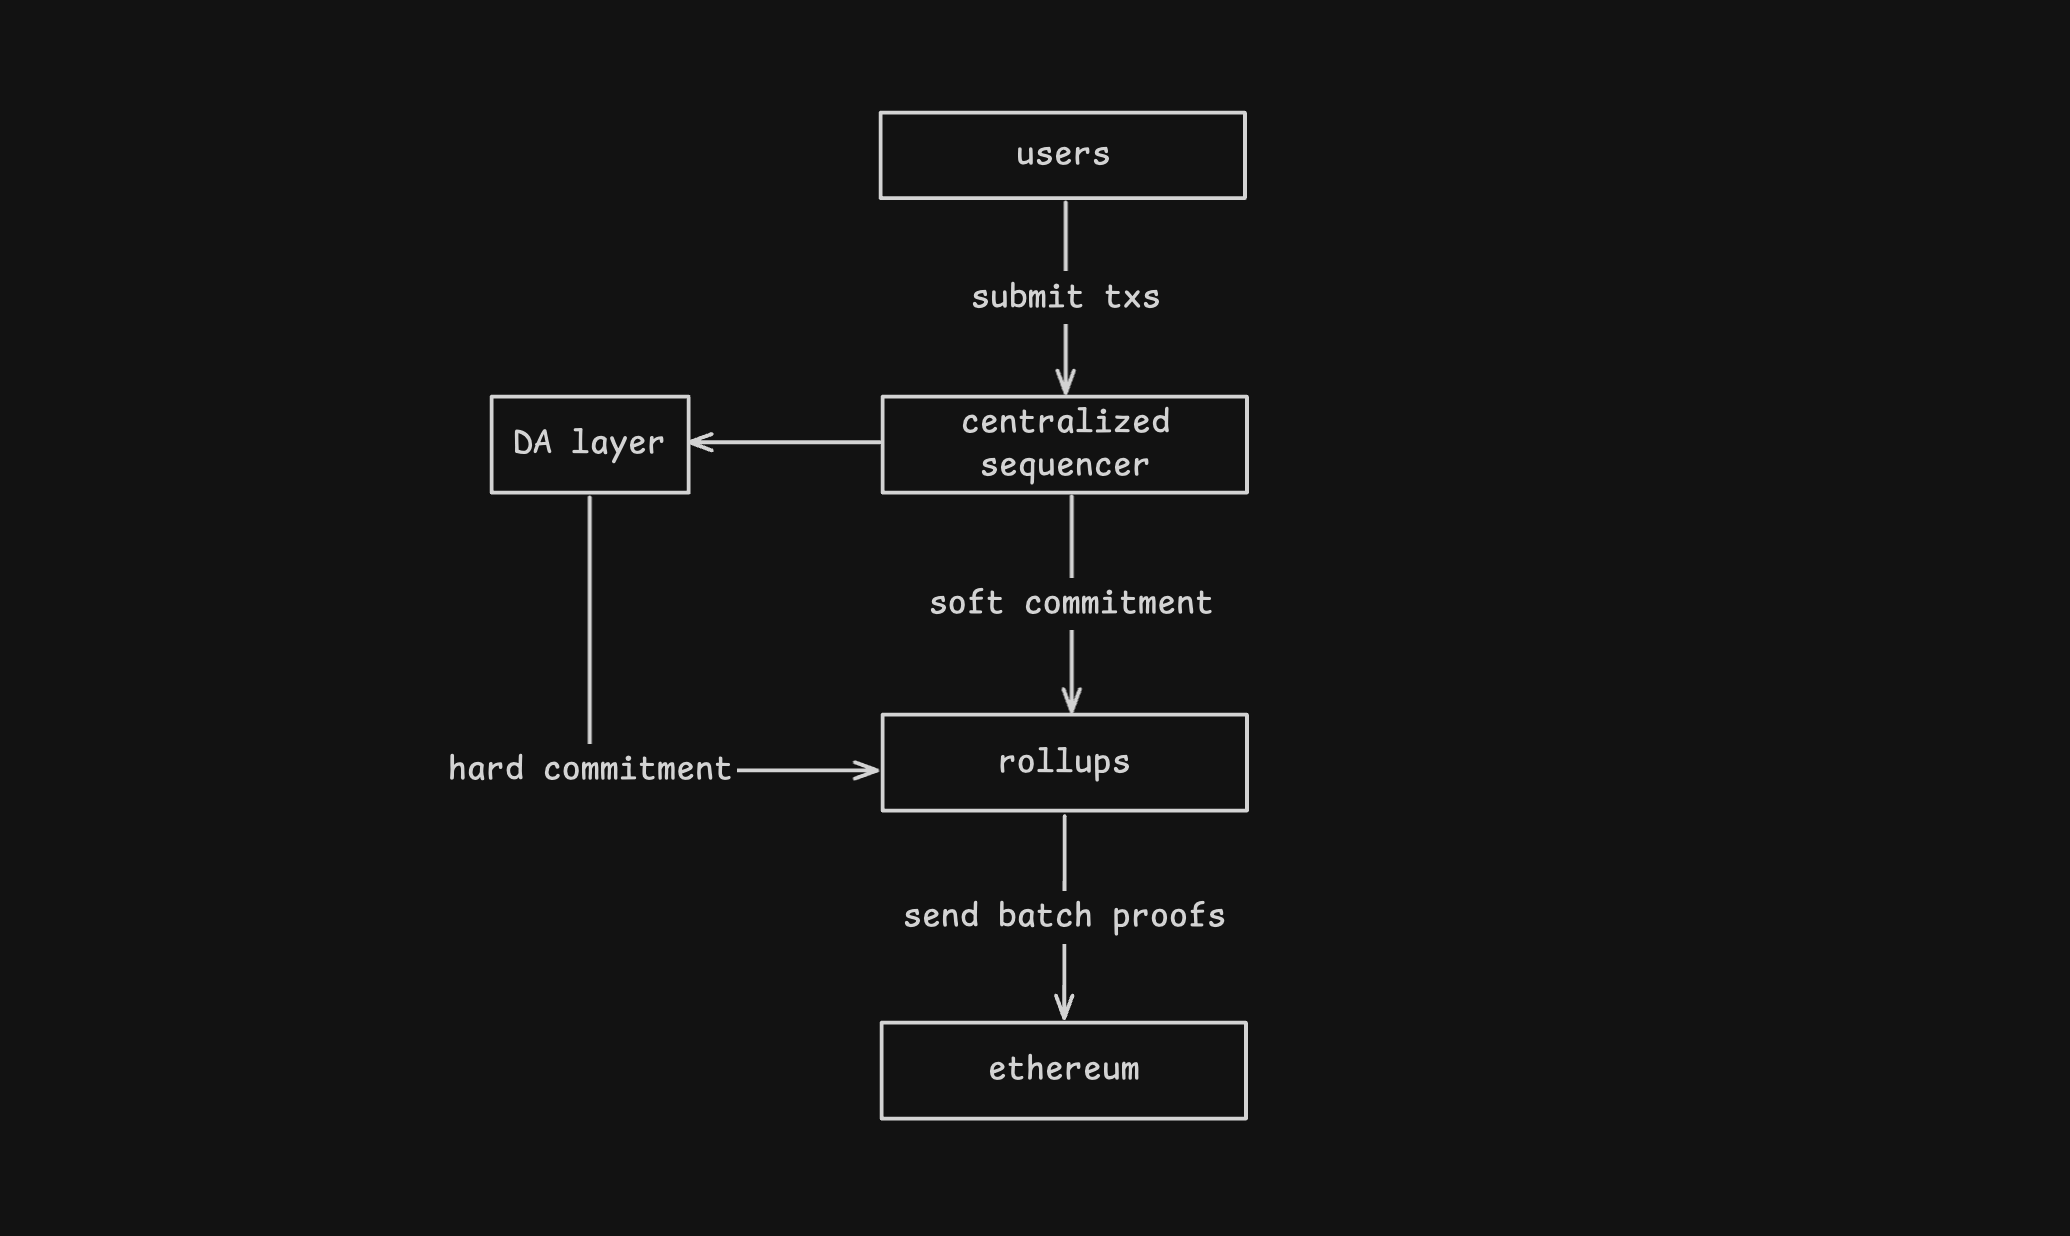 users
submit txs
DA layer
centralized
sequencer
soft commitment
hard commitment
rollups
send batch proofs
ethereum